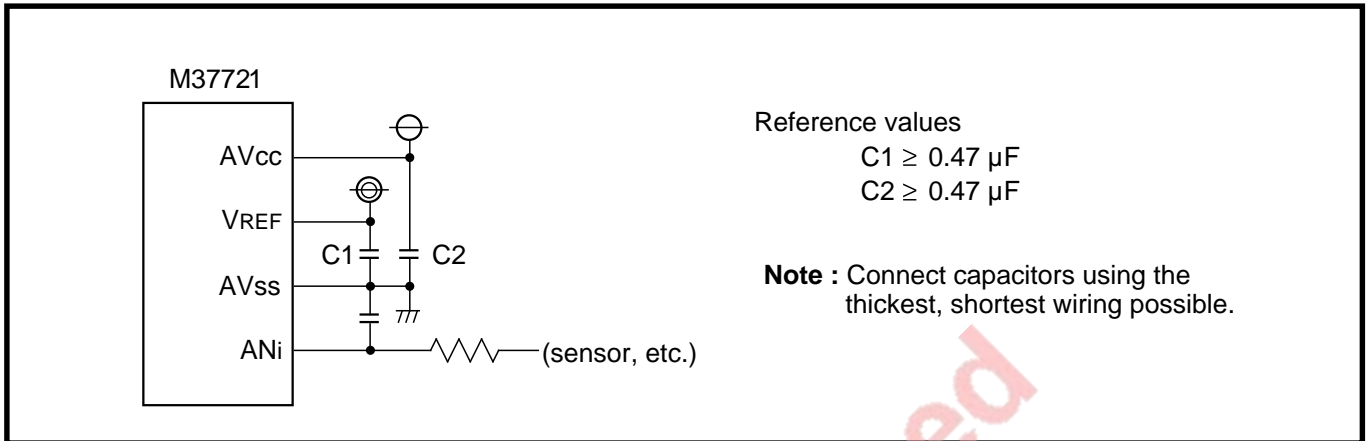 M37721
AVcc
VREF
C1
C2
AVss
ANi
(sensor, etc.)
Reference values
C1 ≥ 0.47 µF
C2 ≥ 0.47 µF
Note : Connect capacitors using the
thickest, shortest wiring possible.